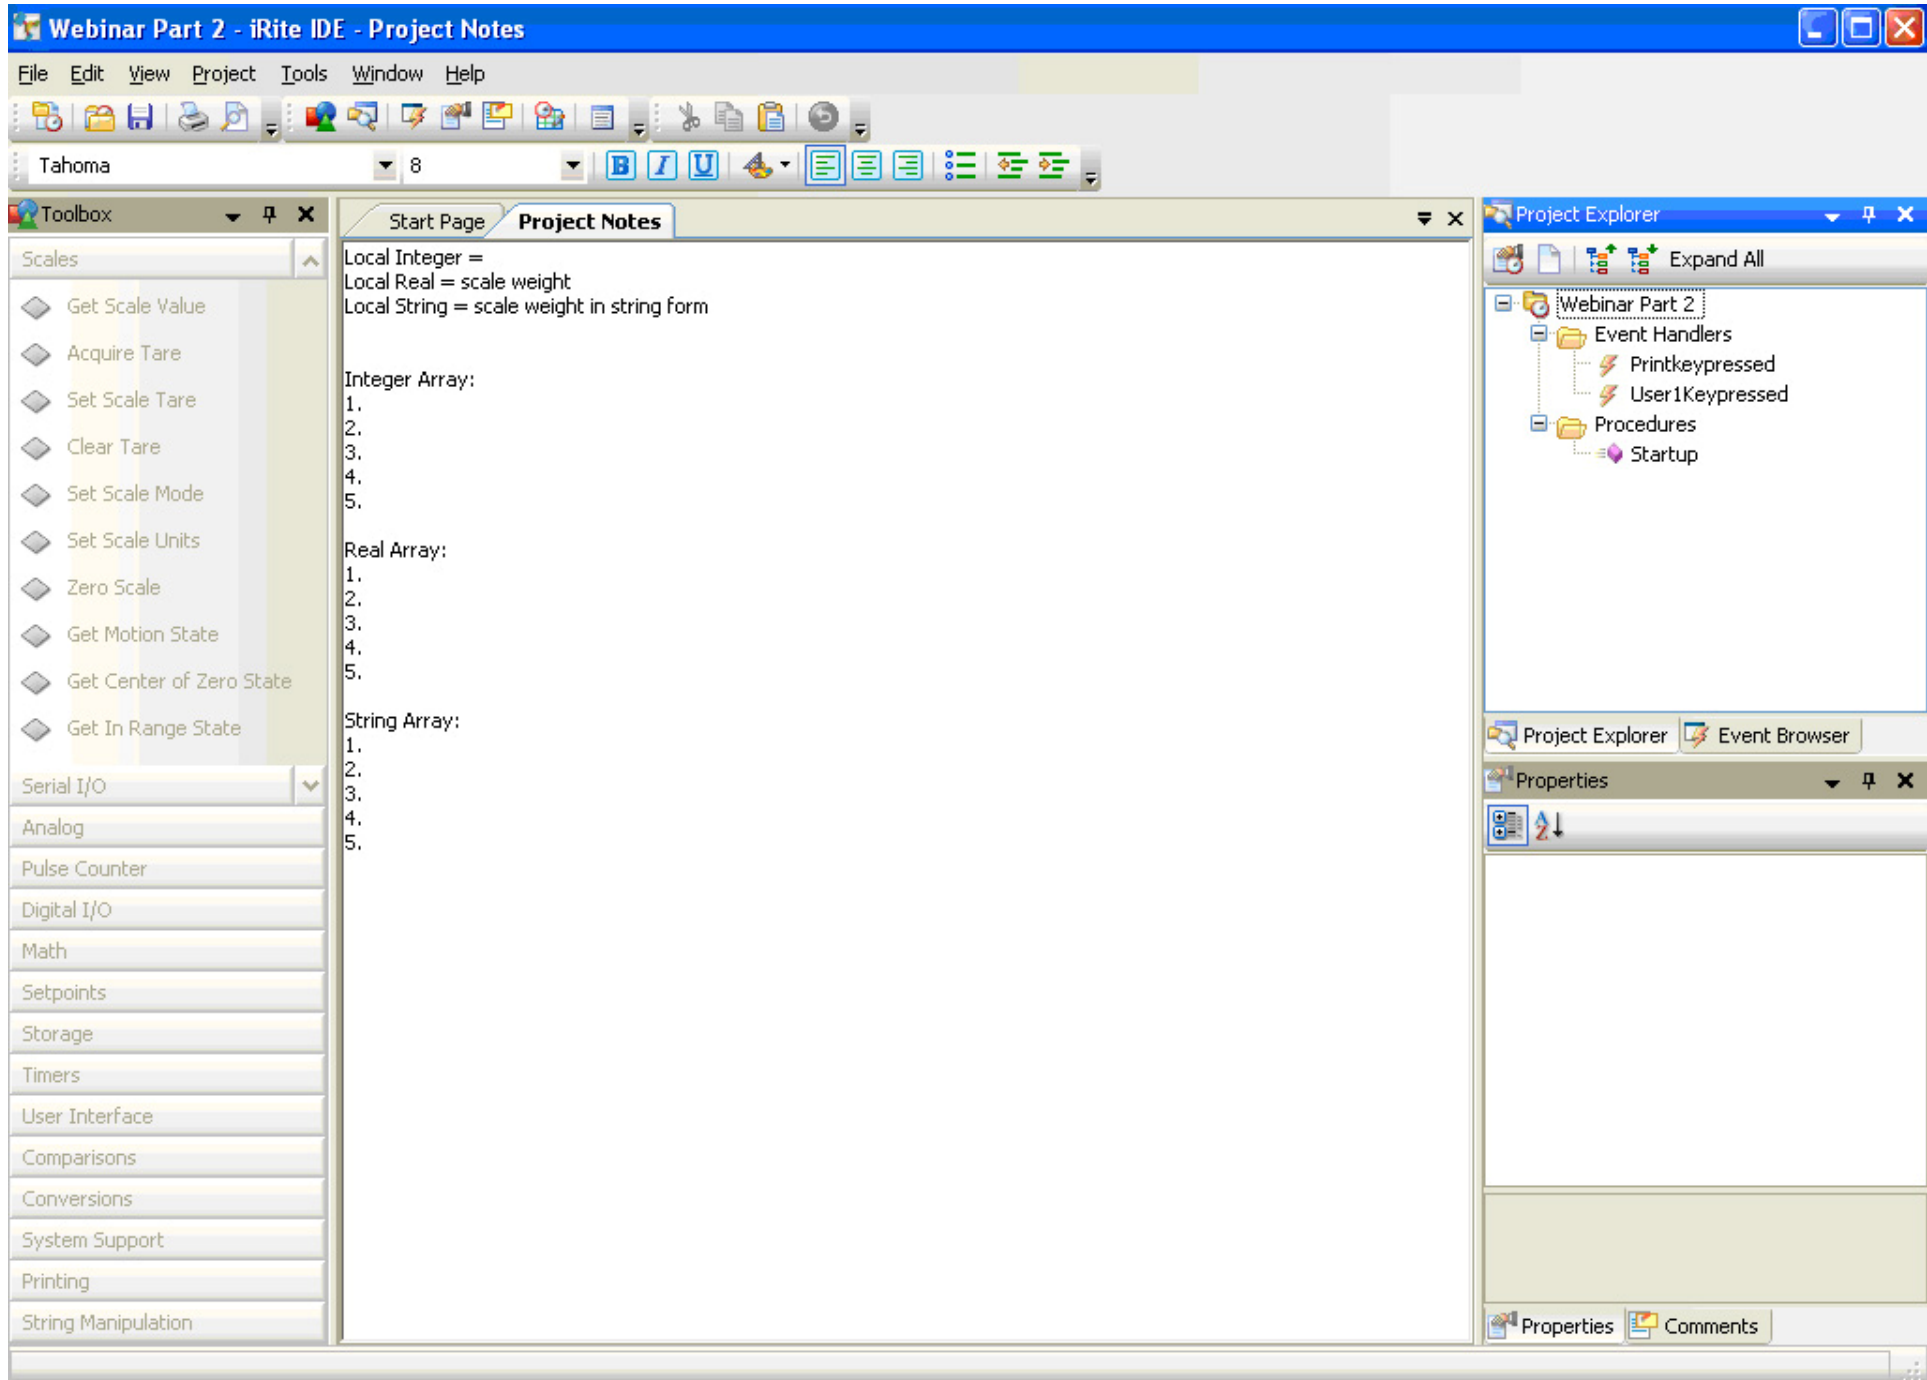 Webinar Part 2 - iRite IDE - Project Notes
File Edit View Project Tools Window Help
Tahoma 8 B I U
Toolbox
Scales
Get Scale Value
Acquire Tare
Set Scale Tare
Clear Tare
Set Scale Mode
Set Scale Units
Zero Scale
Get Motion State
Get Center of Zero State
Get In Range State
Serial I/O
Analog
Pulse Counter
Digital I/O
Math
Setpoints
Storage
Timers
User Interface
Comparisons
Conversions
System Support
Printing
String Manipulation
Start Page Project Notes
Local Integer =
Local Real = scale weight
Local String = scale weight in string form
Integer Array:
1.
2.
3.
4.
5.
Real Array:
1.
2.
3.
4.
5.
String Array:
1.
2.
3.
4.
5.
Project Explorer
Expand All
Webinar Part 2
Event Handlers
Printkeypressed
User1Keypressed
Procedures
Startup
Project Explorer Event Browser
Properties
A
Z
Properties Comments